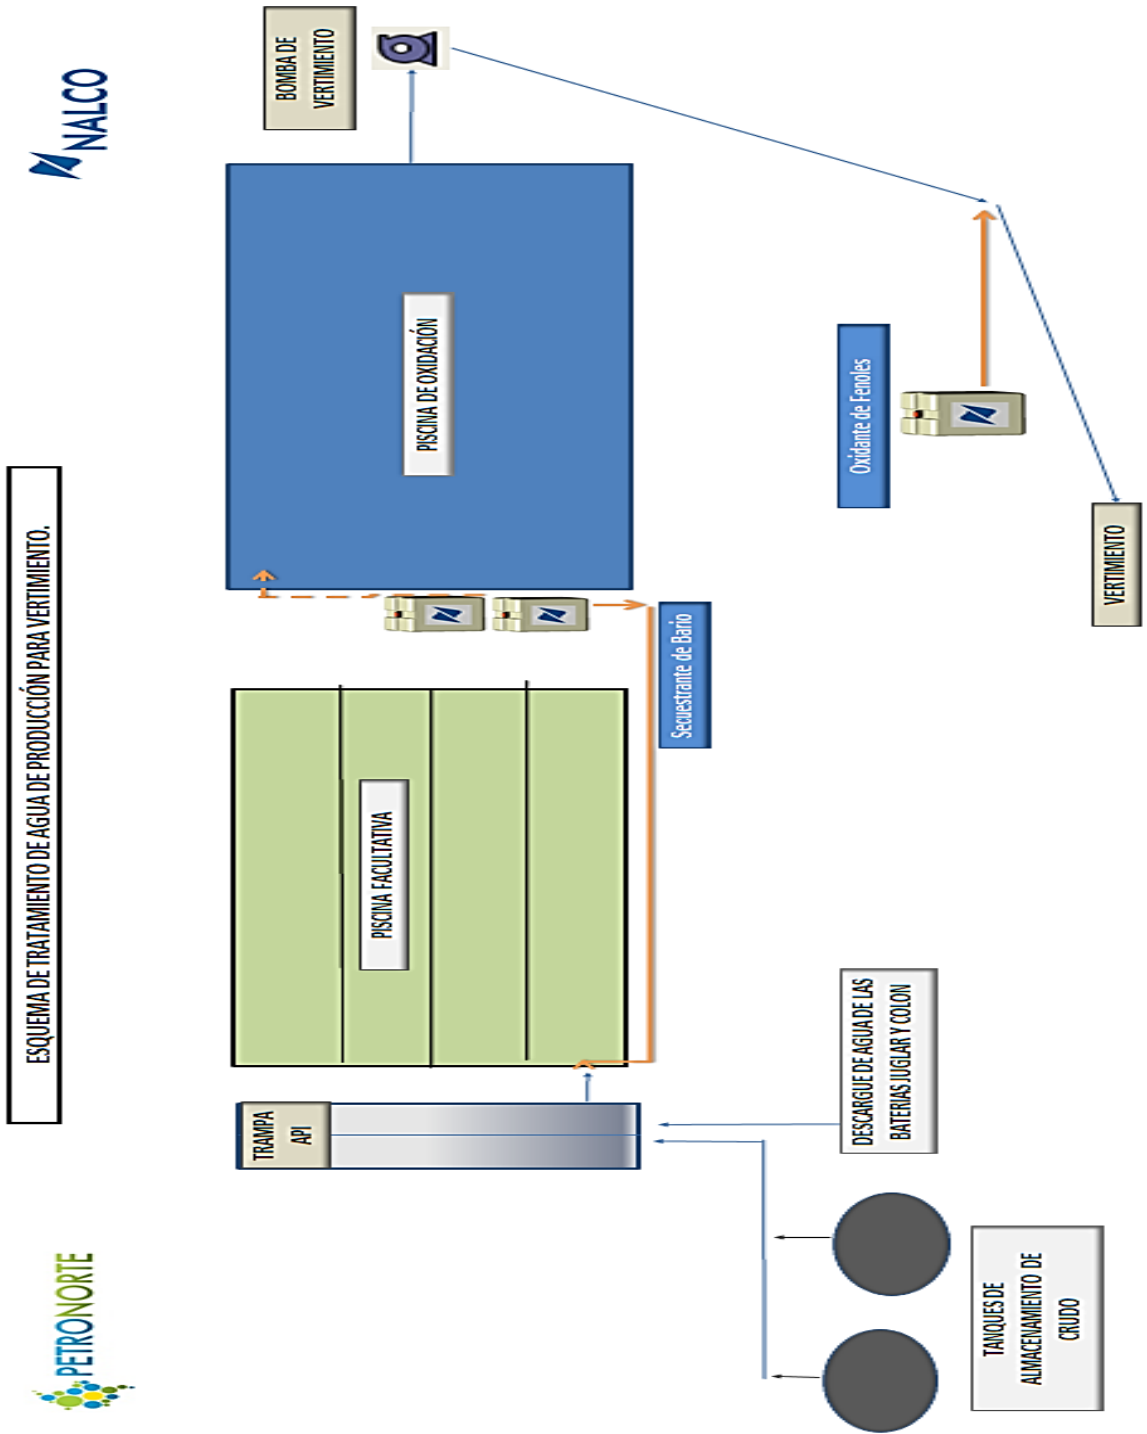 PETRONORTE
ESQUEMA DE TRATAMIENTO DE AGUA DE PRODUCCIÓN PARA VERTIMIENTO.
NALCO
TRAMPA
API
PISCINA FACULTATIVA
PISCINA DE OXIDACIÓN
BOMBA DE
VERTIMIENTO
Secuestrante de Bario
Oxidante de Fenoles
DESCARGUE DE AGUA DE LAS
BATERIAS JUGLAR Y COLON
TANQUES DE
ALMACENAMIENTO DE
CRUDO
VERTIMIENTO